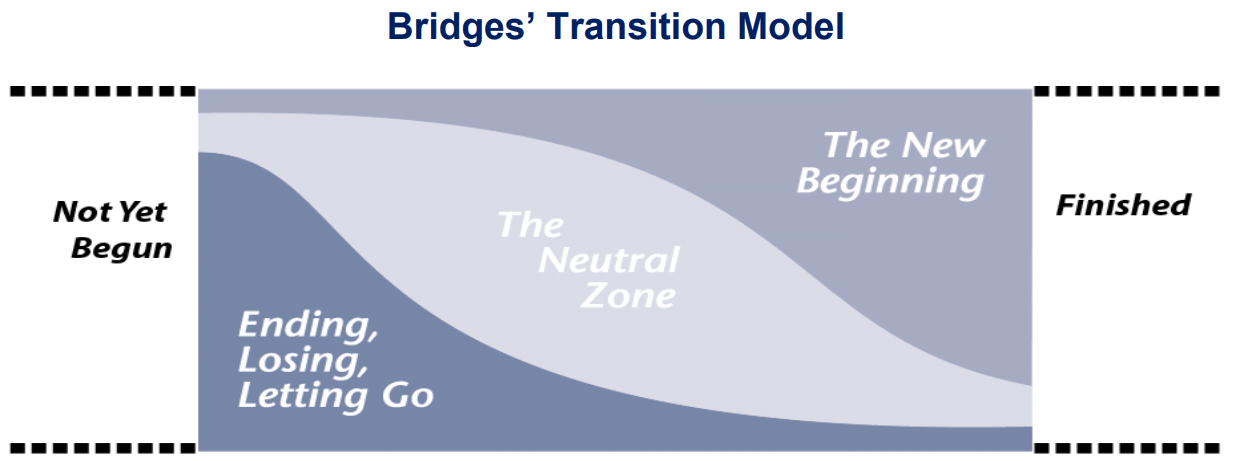 Bridges’ Transition Model
Not Yet
Begun
Ending,
Losing,
Letting Go
The
Neutral
Zone
The New
Beginning
Finished